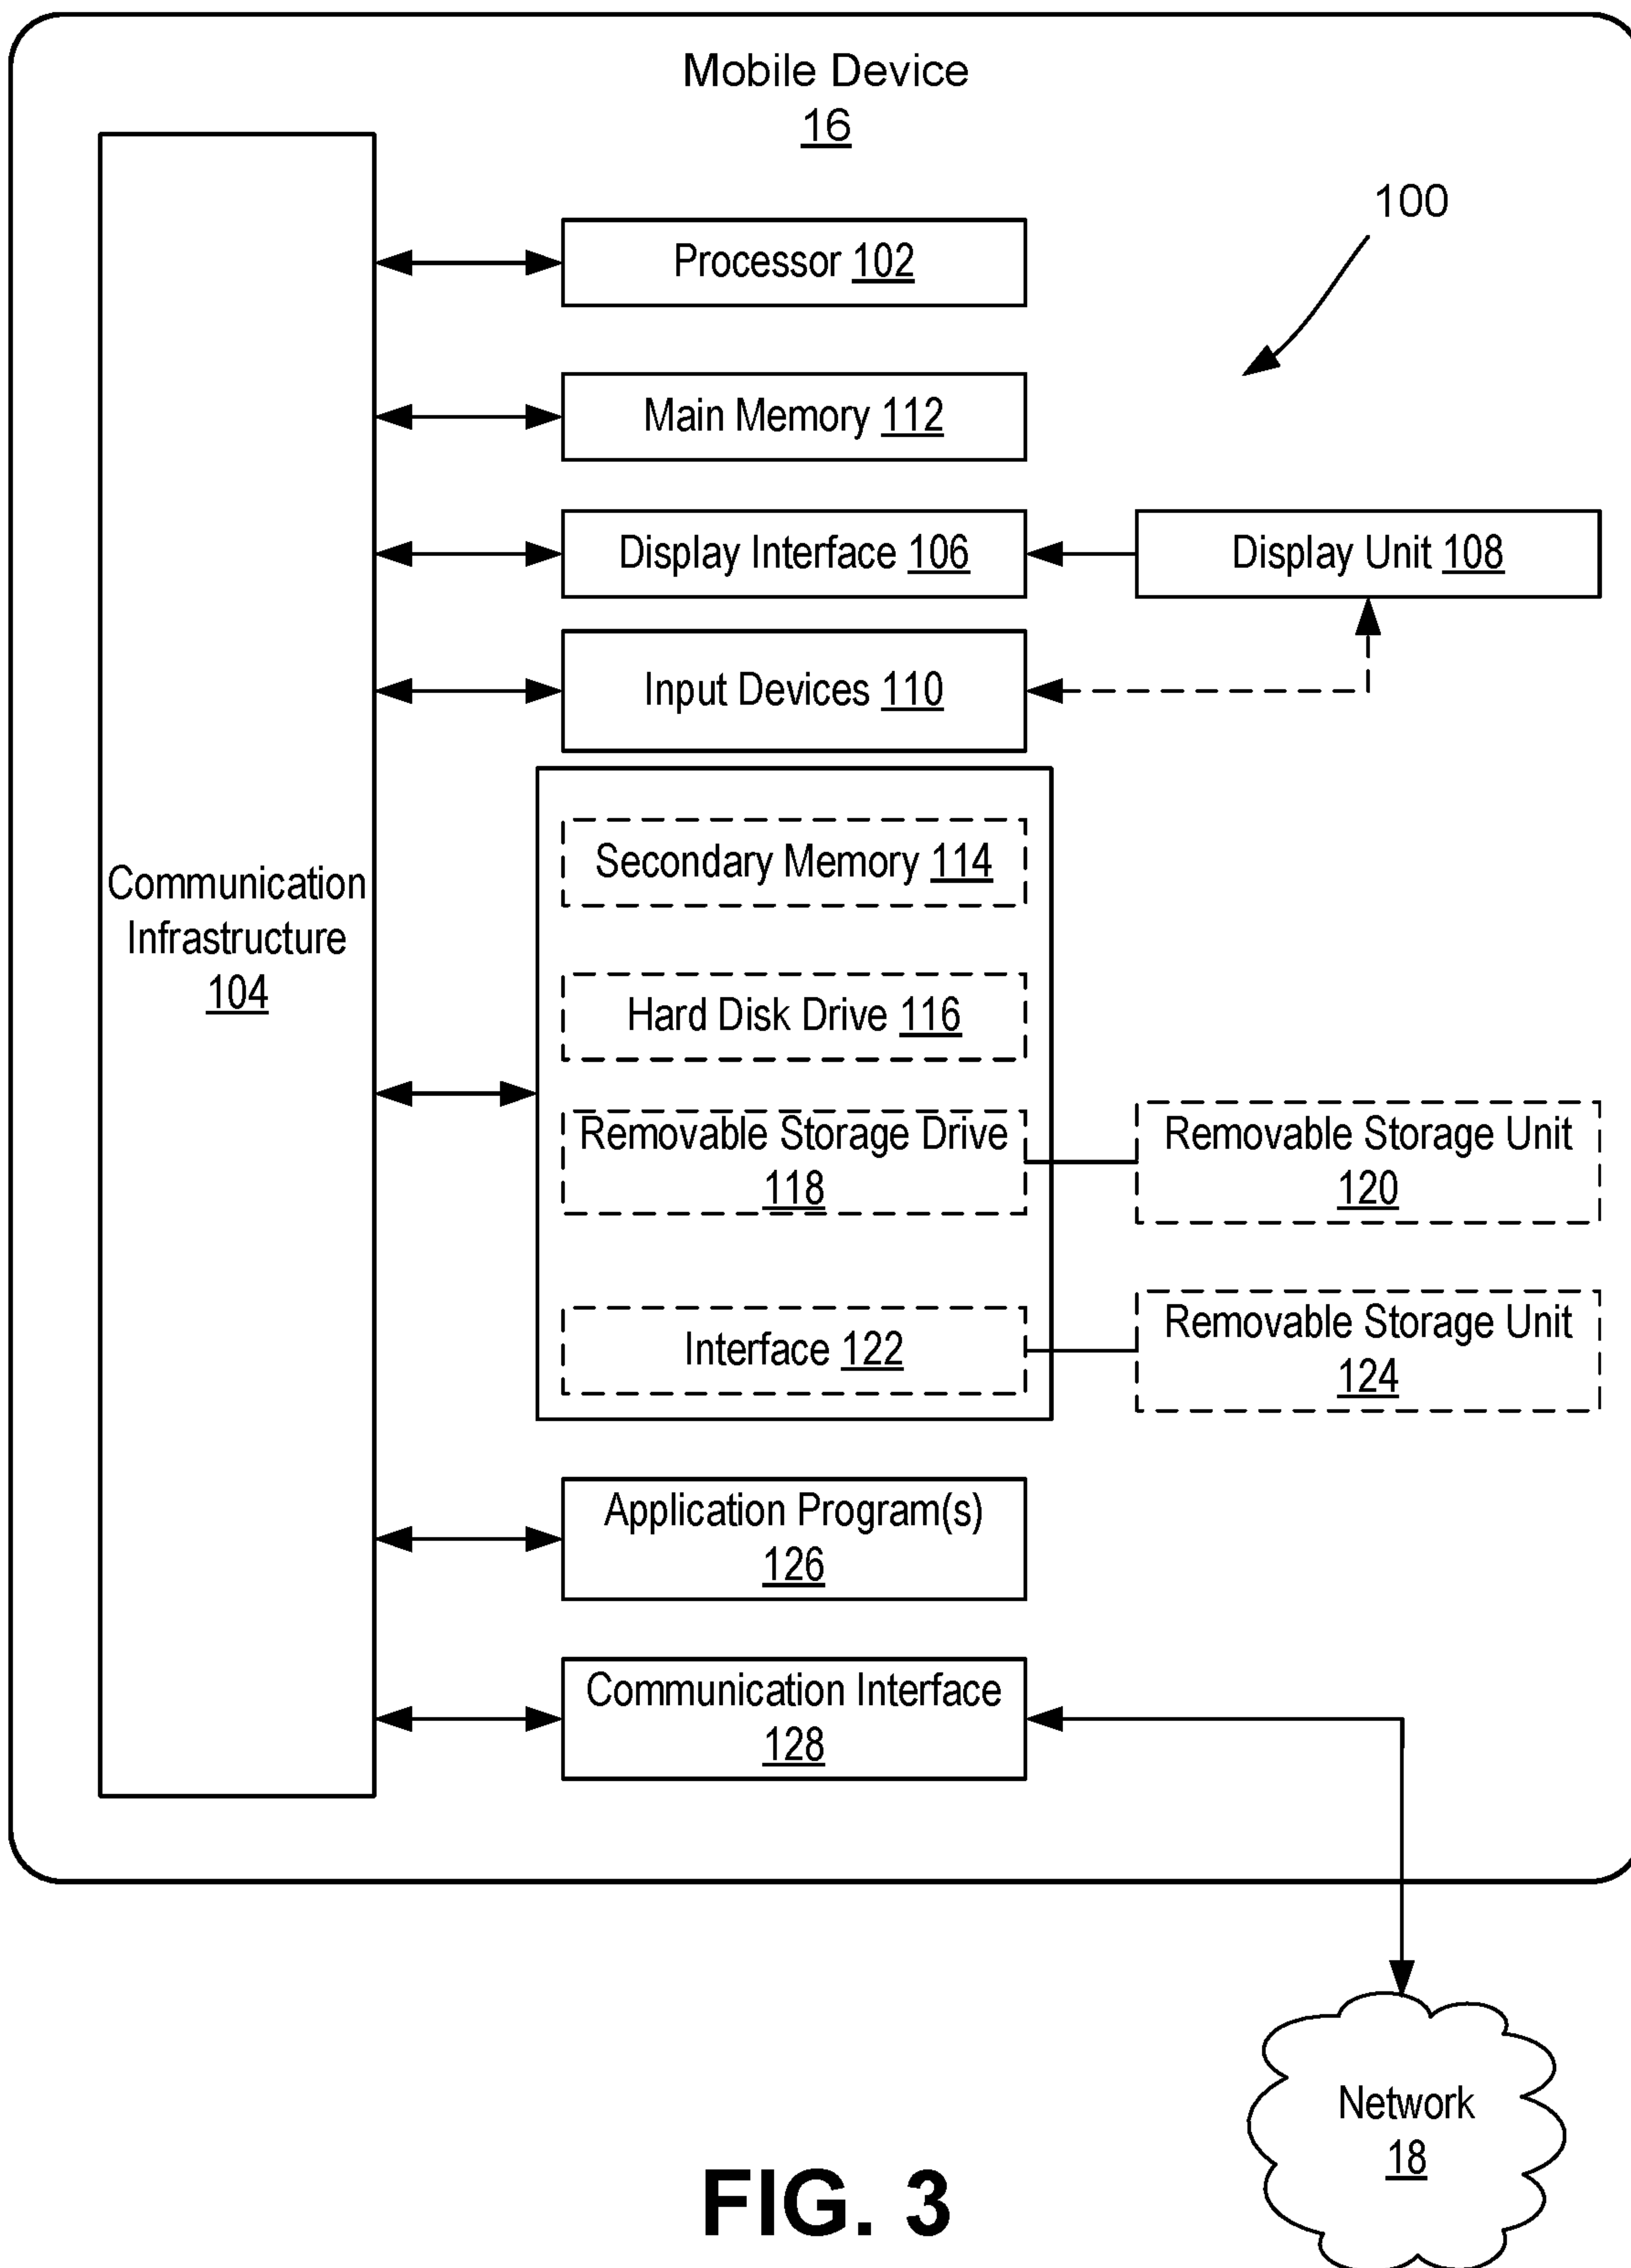 Mobile Device
16
100
Processor 102
Main Memory 112
Display Interface 106
Display Unit 108
Input Devices 110
Communication
Infrastructure
104
Secondary Memory 114
Hard Disk Drive 116
Removable Storage Drive
118
Removable Storage Unit
120
Interface 122
Removable Storage Unit
124
Application Program(s)
126
Communication Interface
128
Network
18
FIG. 3